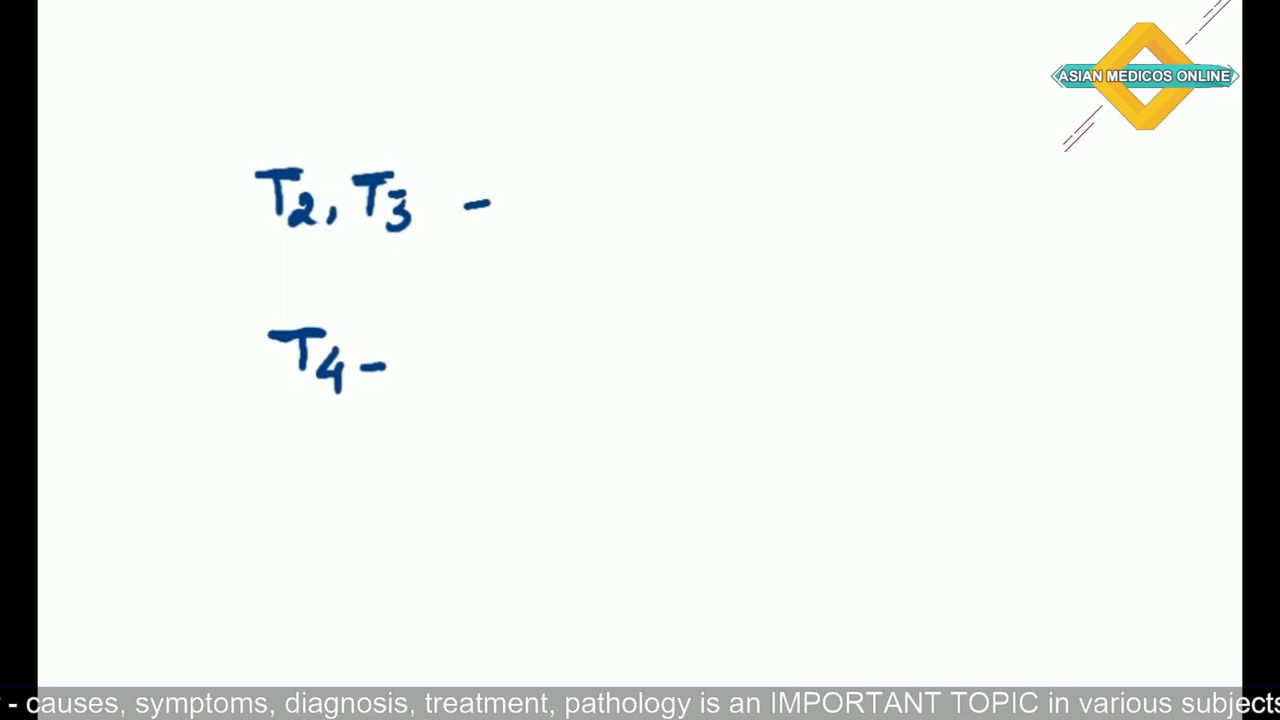 ASIAN MEDICOS ONLINE
T2, T3 -
T4 -
- causes, symptoms, diagnosis, treatment, pathology is an IMPORTANT TOPIC in various subjects